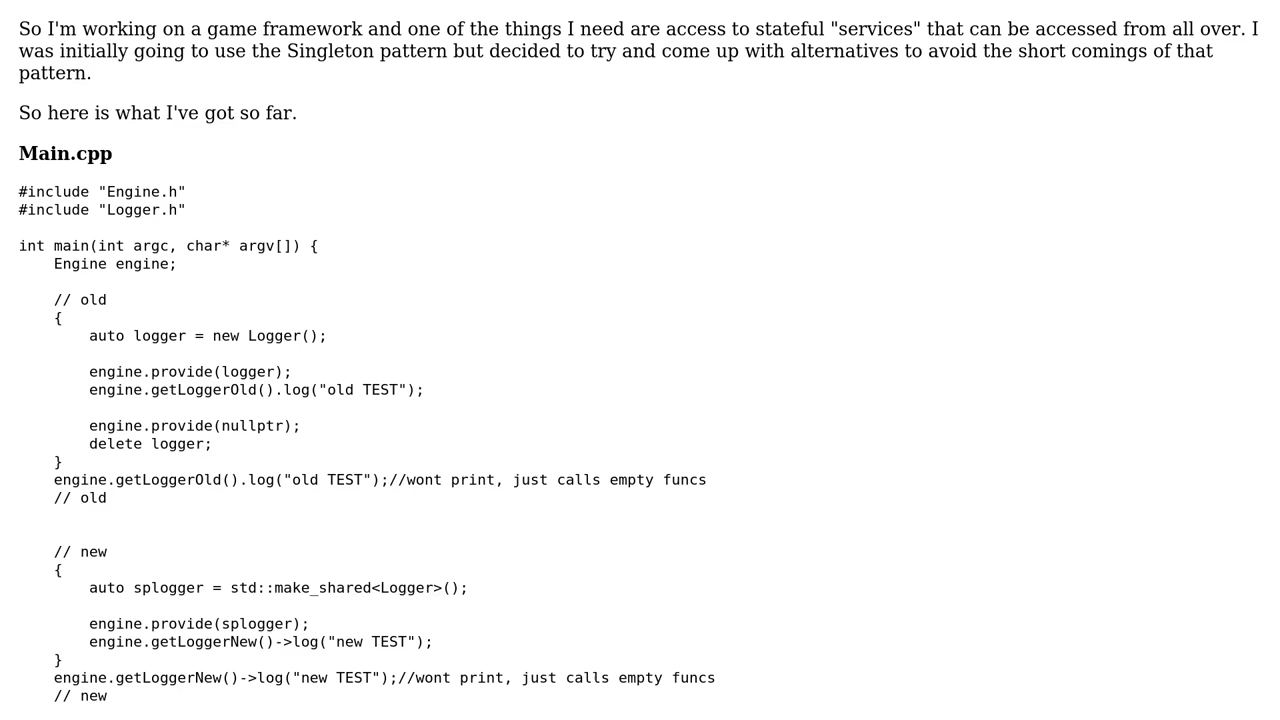 So I'm working on a game framework and one of the things I need are access to stateful "services" that can be accessed from all over. I
was initially going to use the Singleton pattern but decided to try and come up with alternatives to avoid the short comings of that
pattern.
So here is what I've got so far.
Main.cpp
#include "Engine.h"
#include "Logger.h"
int main(int argc, char* argv[]) {
    Engine engine;
    // old
    {
        auto logger = new Logger();
        engine.provide(logger);
        engine.getLoggerOld().log("old TEST");
        engine.provide(nullptr);
        delete logger;
    }
    engine.getLoggerOld().log("old TEST");//wont print, just calls empty funcs
    // old
    // new
    {
        auto splogger = std::make_shared<Logger>();
        engine.provide(splogger);
        engine.getLoggerNew()->log("new TEST");
    }
    engine.getLoggerNew()->log("new TEST");//wont print, just calls empty funcs
    // new